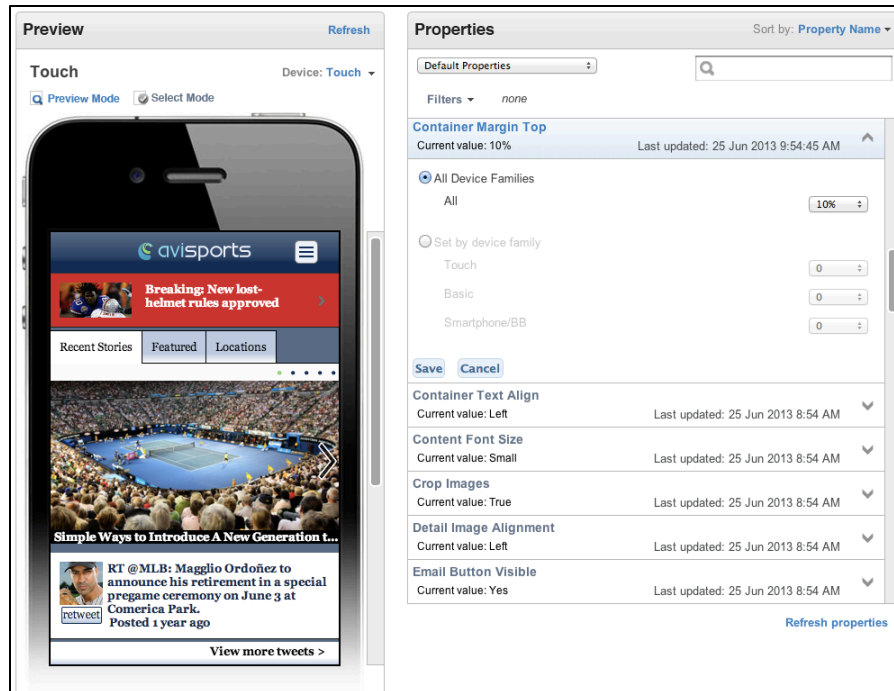 Preview
Refresh
Touch
Device: Touch
Preview Mode
Select Mode
avisports
Breaking: New lost-
helmet rules approved
Recent Stories
Featured
Locations
Simple Ways to Introduce A New Generation t...
RT @MLB: Magglio Ordoñez to
announce his retirement in a special
pregame ceremony on June 3 at
Comerica Park.
retweet
Posted 1 year ago
View more tweets >
Properties
Sort by: Property Name
Default Properties
Filters
none
Container Margin Top
Current value: 10%
Last updated: 25 Jun 2013 9:54:45 AM
All Device Families
All
10%
Set by device family
Touch
0
Basic
0
Smartphone/BB
0
Save
Cancel
Container Text Align
Current value: Left
Last updated: 25 Jun 2013 8:54 AM
Content Font Size
Current value: Small
Last updated: 25 Jun 2013 8:54 AM
Crop Images
Current value: True
Last updated: 25 Jun 2013 8:54 AM
Detail Image Alignment
Current value: Left
Last updated: 25 Jun 2013 8:54 AM
Email Button Visible
Current value: Yes
Last updated: 25 Jun 2013 8:54 AM
Refresh properties